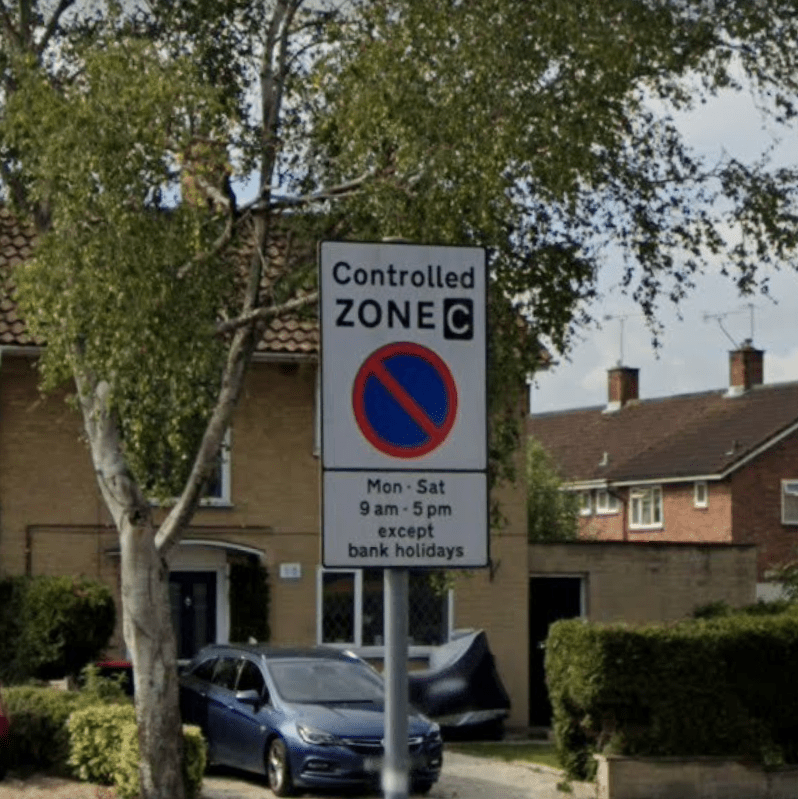 Controlled
ZONE C
Mon - Sat
9 am - 5 pm
except
bank holidays